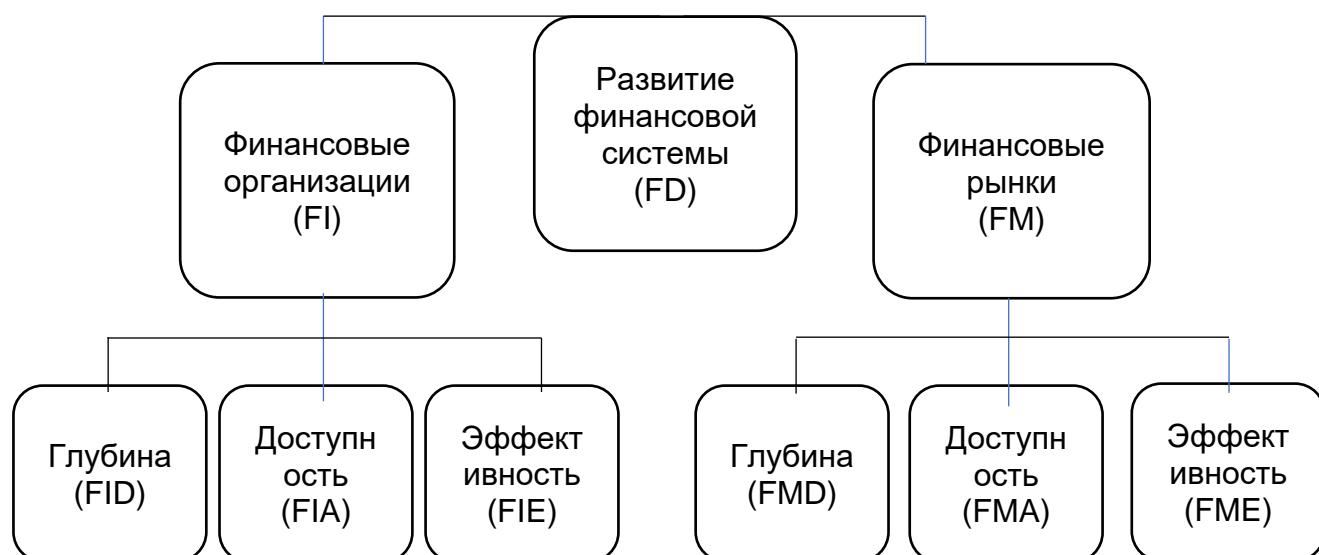 Развитие
финансовой
системы
(FD)
Финансовые
организации
(FI)
Финансовые
рынки
(FM)
Глубина
(FID)
Доступн
ость
(FIA)
Эффект
ивность
(FIE)
Глубина
(FMD)
Доступн
ость
(FMA)
Эффект
ивность
(FME)